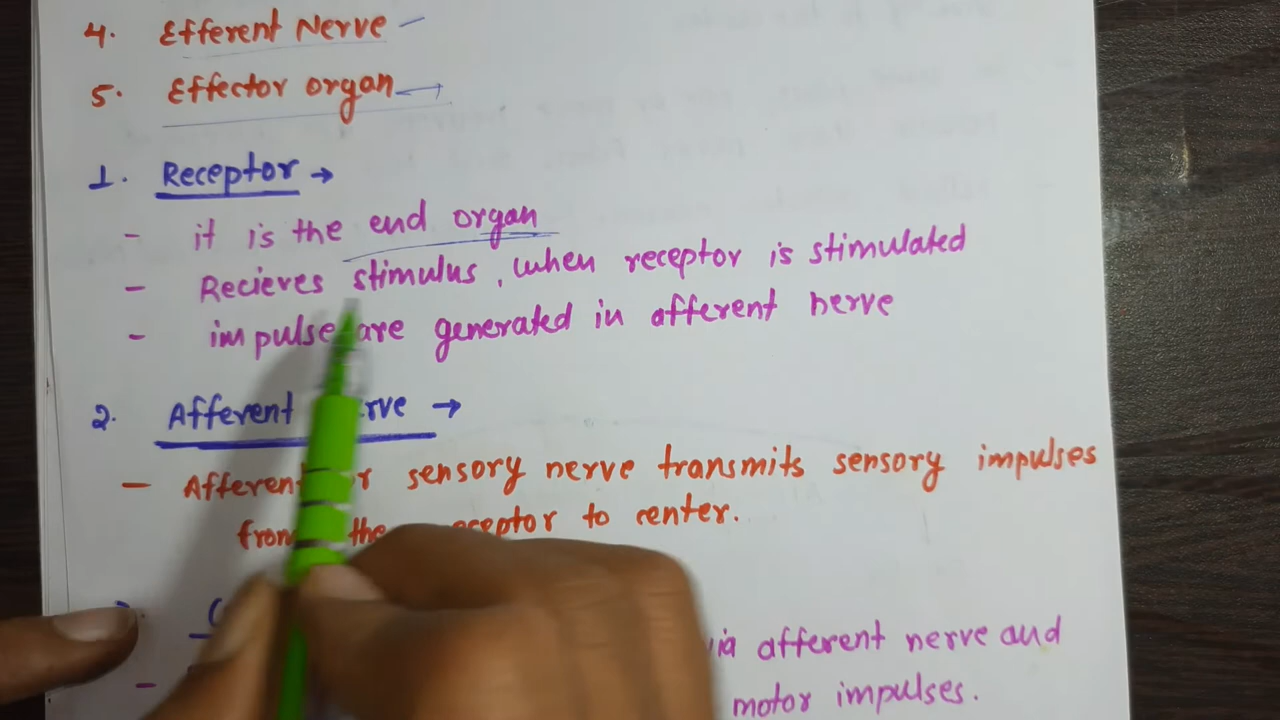 4. Efferent Nerve –
5. Effector organ →
1. Receptor →
- it is the end organ
- Recieves stimulus, when receptor is stimulated
- impulse are generated in afferent nerve
2. Afferent →
- Afferent sensory nerve transmits sensory impulses
the to center.
via afferent nerve and
- motor impulses.